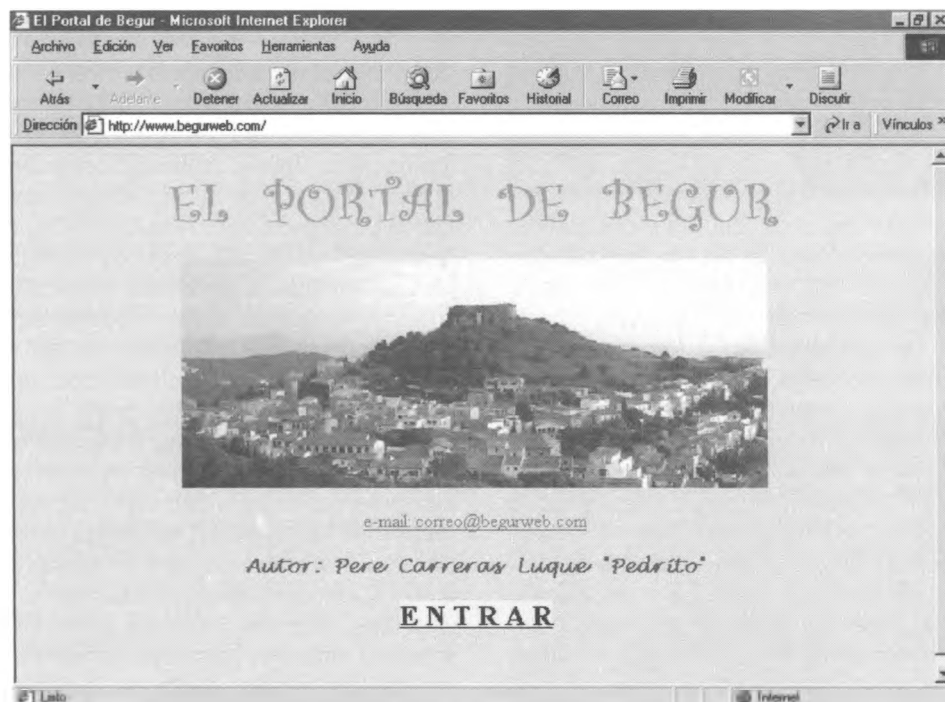 El Portal de Begur - Microsoft Internet Explorer
Archivo Edición Ver Favoritos Herramientas Ayuda
Atrás Adelante Detener Actualizar Inicio Búsqueda Favoritos Historial Correo Imprimir Modificar Discutir
Dirección http://www.begurweb.com/ Ir a Vínculos »
EL PORTAL DE BEGUR
e-mail: correo@begurweb.com
Autor: Pere Carreras Luque "Pedrito"
ENTRAR
Listo Internet